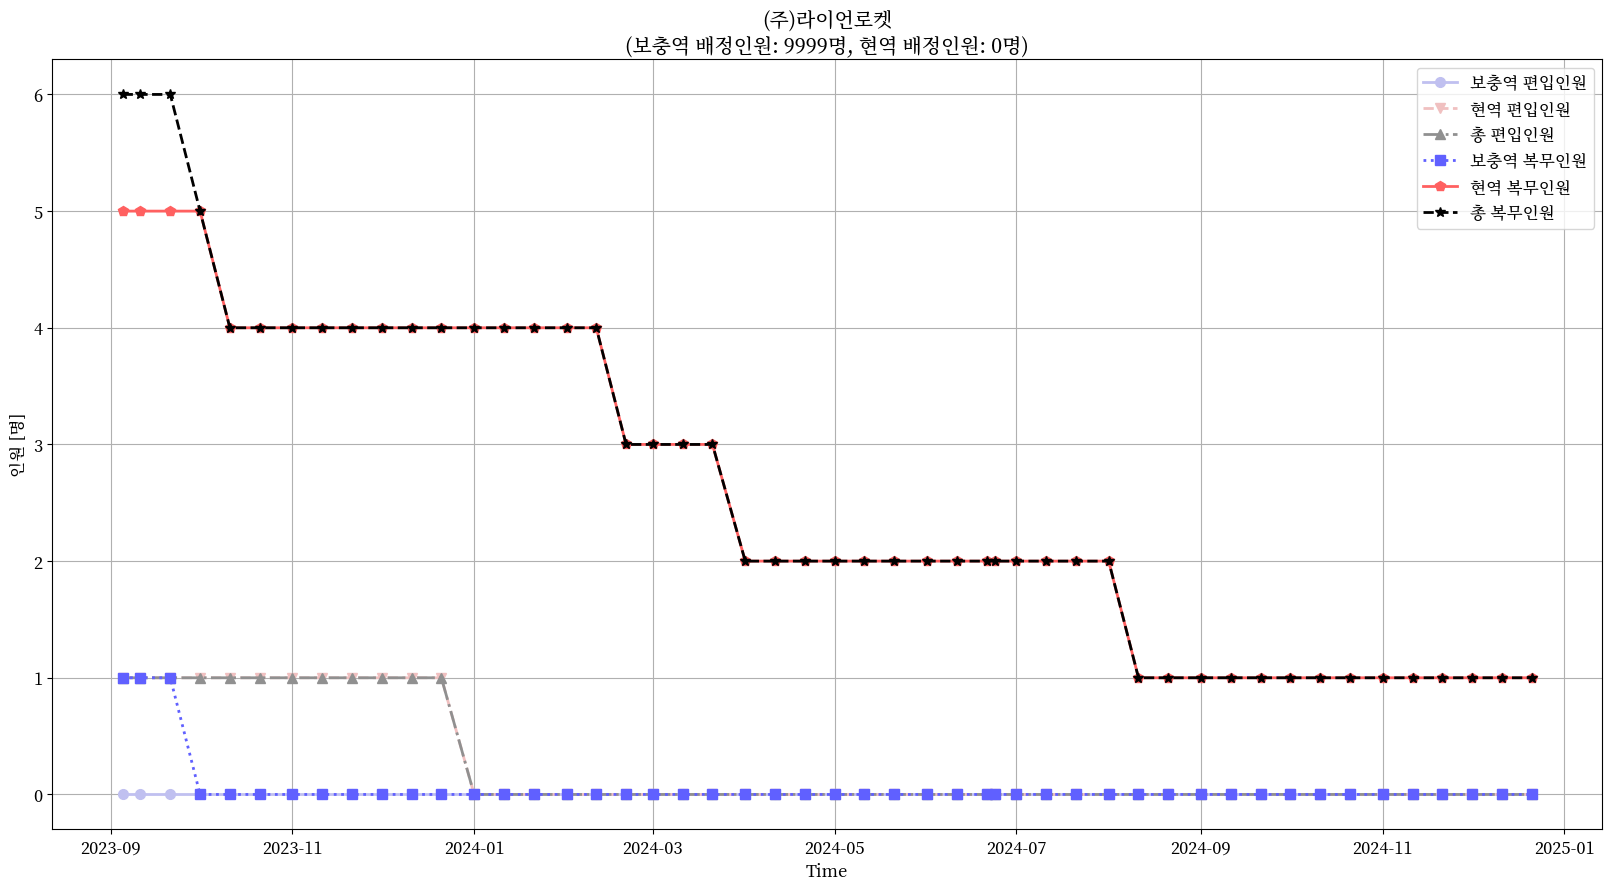 (주)라이언로켓
(보충역 배정인원: 9999명, 현역 배정인원: 0명)
보충역 편입인원
현역 편입인원
총 편입인원
보충역 복무인원
현역 복무인원
총 복무인원
인원 [명]
6
5
4
3
2
1
0
2023-09 2023-11 2024-01 2024-03 2024-05 2024-07 2024-09 2024-11 2025-01
Time